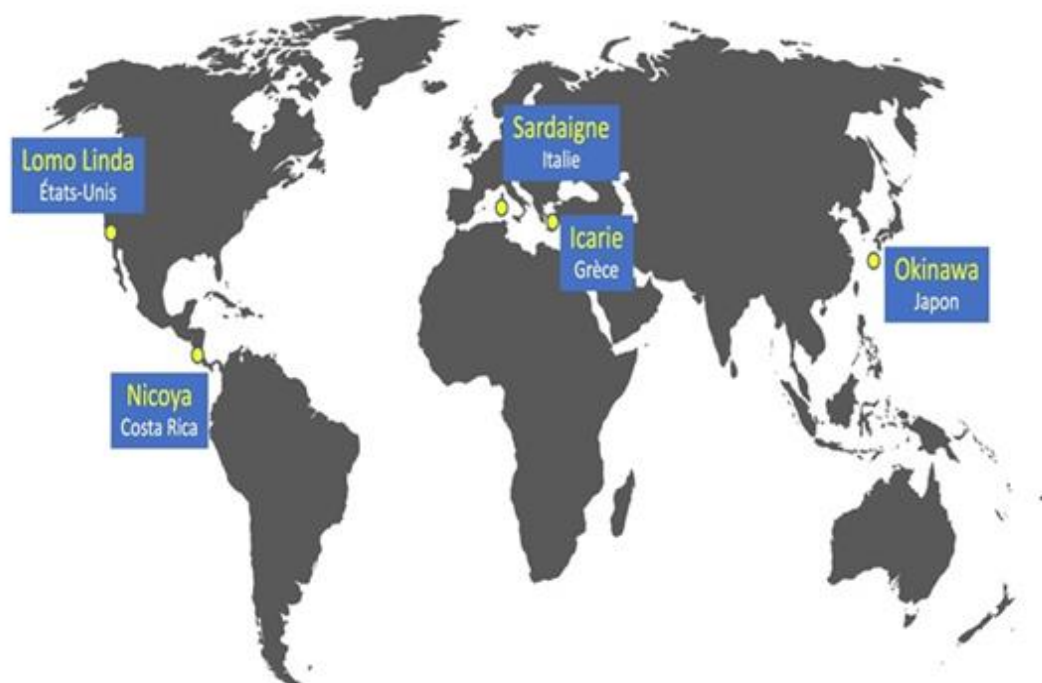 Lomo Linda
États-Unis
Sardaigne
Italie
Icarie
Grèce
Okinawa
Japon
Nicoya
Costa Rica